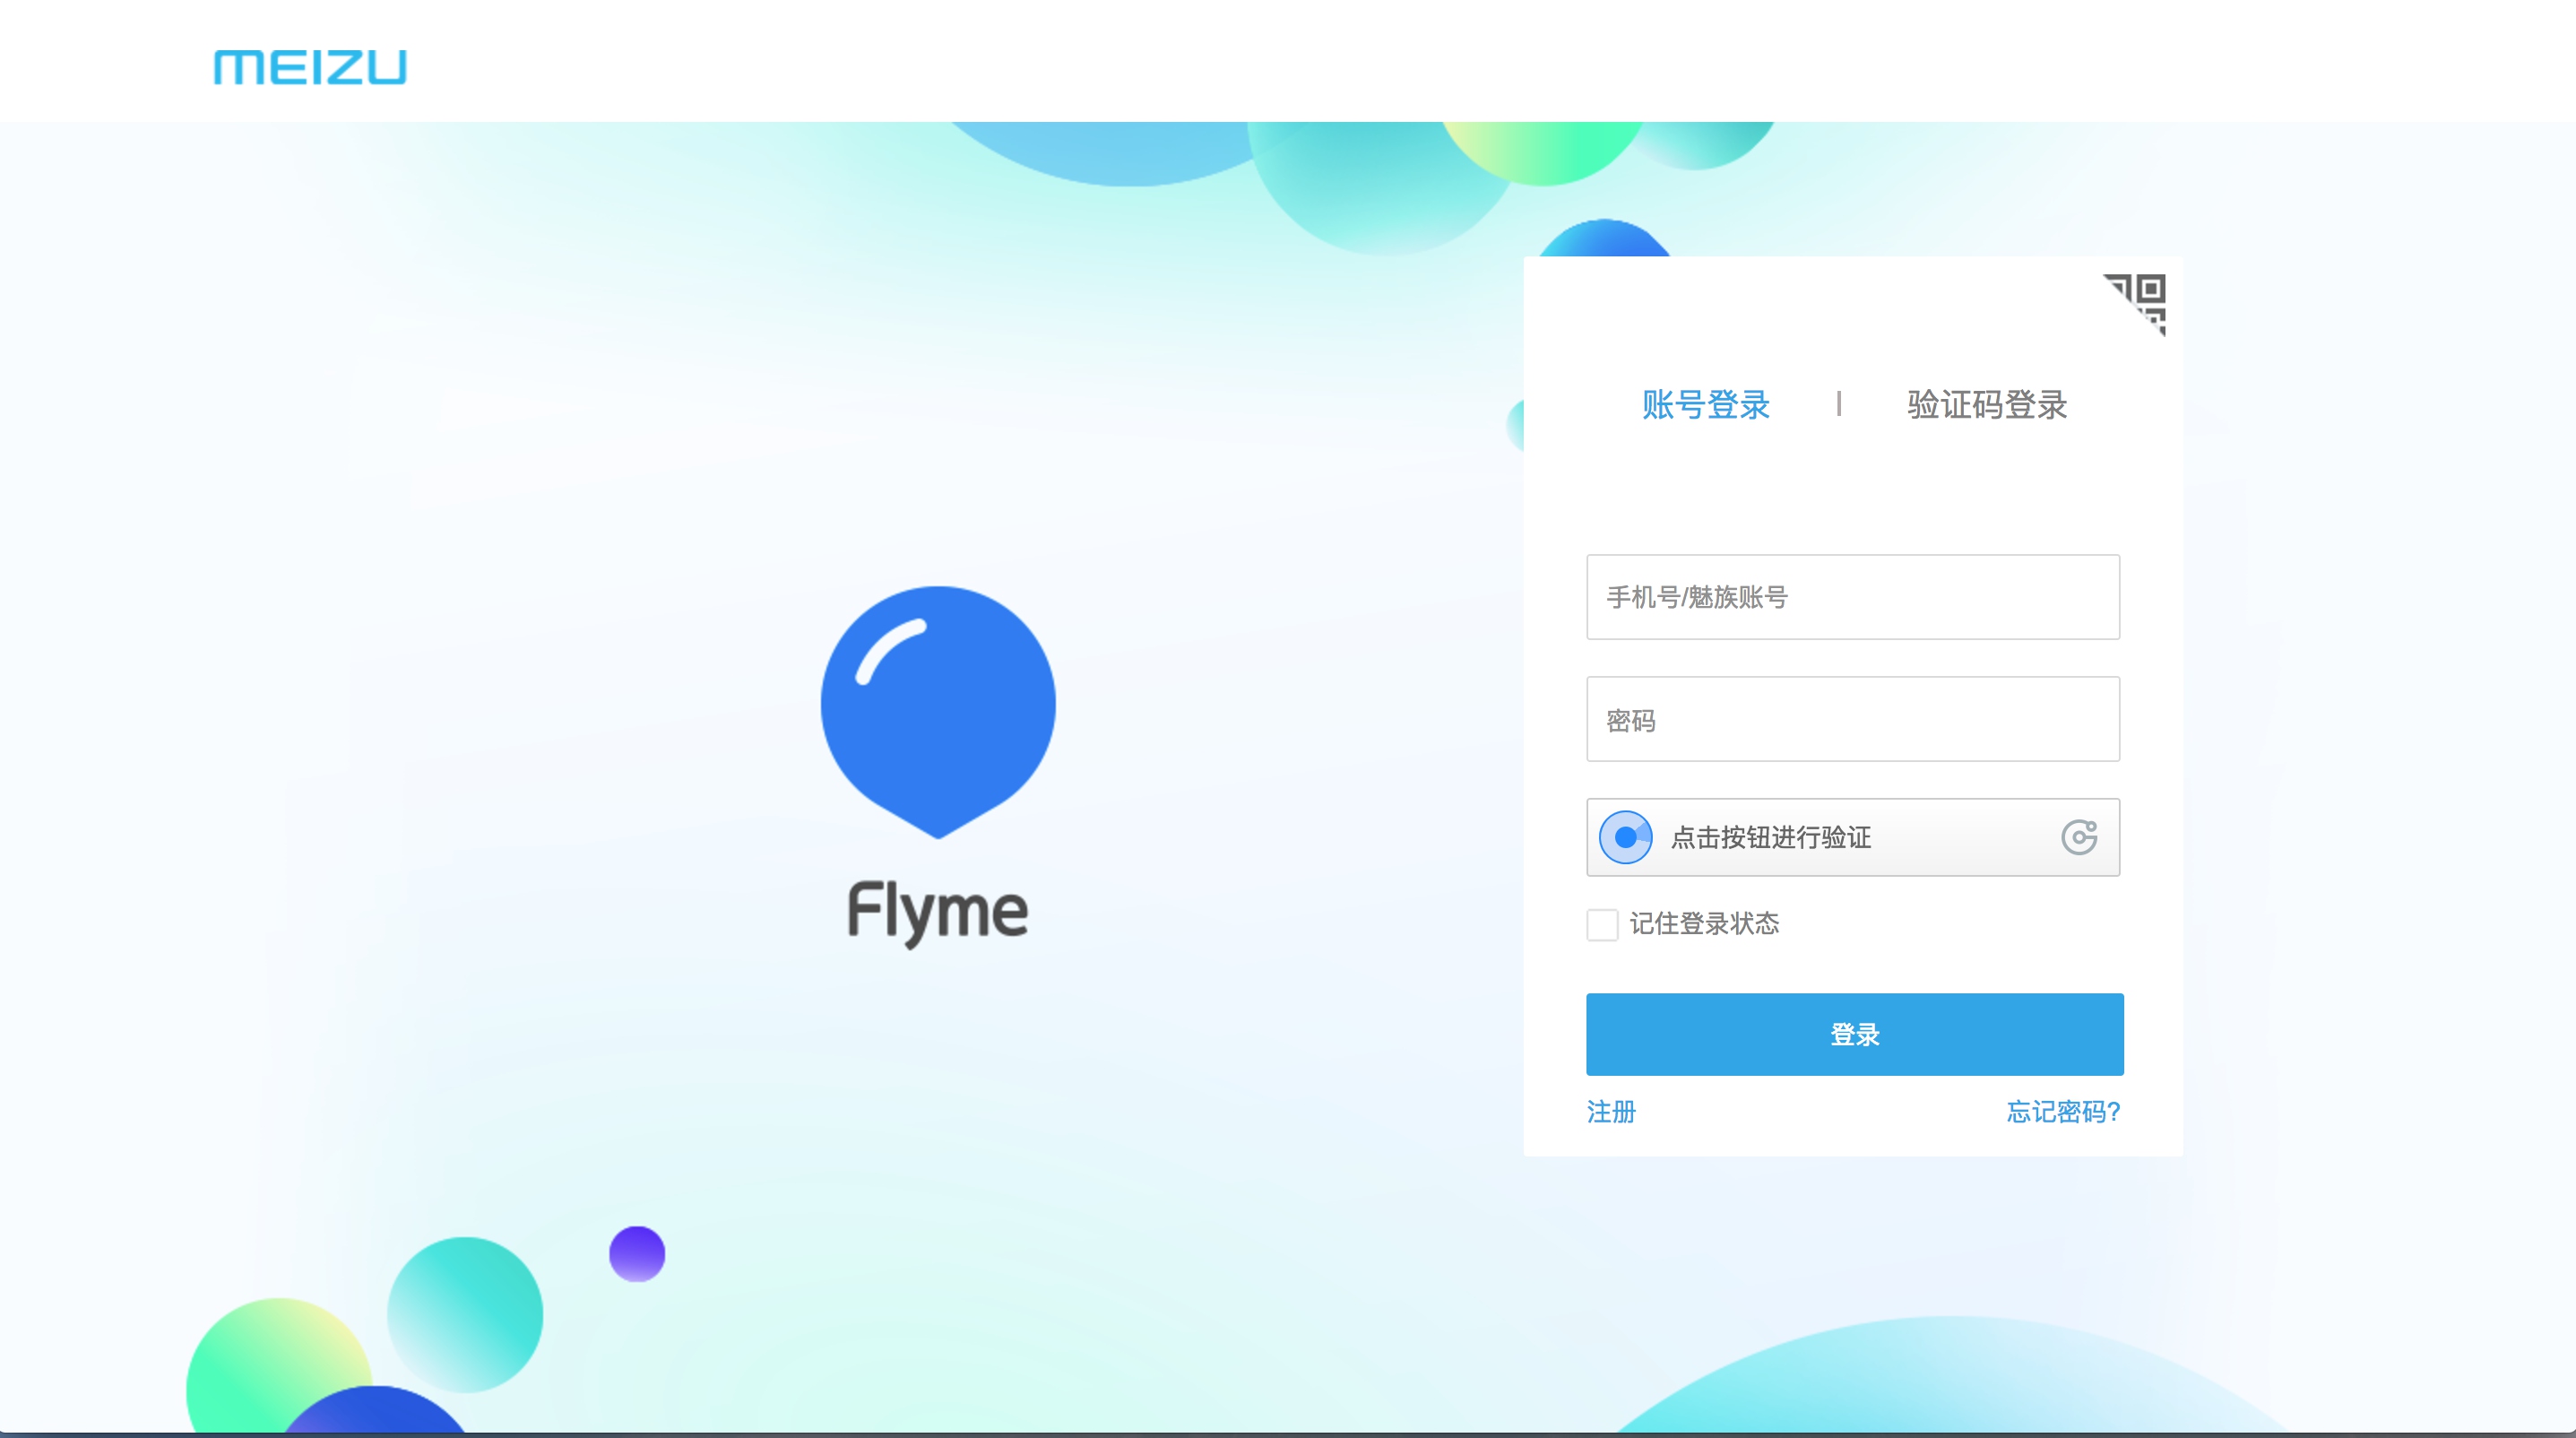 MEIZU
账号登录 | 验证码登录
手机号/魅族账号
密码
点击按钮进行验证
记住登录状态
登录
注册 忘记密码?
Flyme